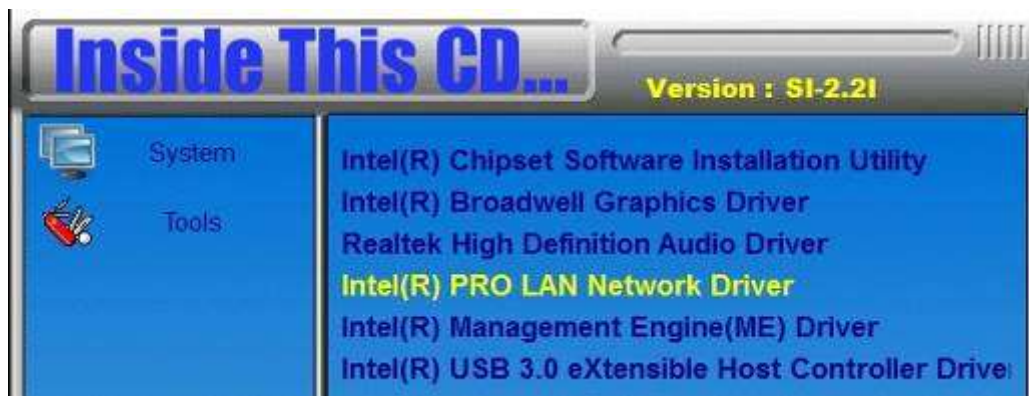 Inside This CD...
Version : SI-2.2I
System
Tools
Intel(R) Chipset Software Installation Utility
Intel(R) Broadwell Graphics Driver
Realtek High Definition Audio Driver
Intel(R) PRO LAN Network Driver
Intel(R) Management Engine(ME) Driver
Intel(R) USB 3.0 eXtensible Host Controller Driver